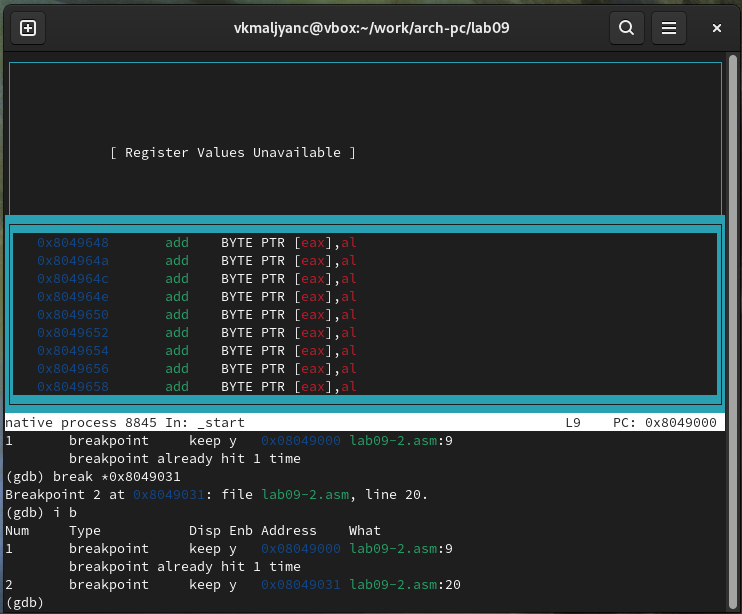 vkmaljyanc@vbox:~/work/arch-pc/lab09
[ Register Values Unavailable ]
0x8049648 add BYTE PTR [eax],al
0x804964a add BYTE PTR [eax],al
0x804964c add BYTE PTR [eax],al
0x804964e add BYTE PTR [eax],al
0x8049650 add BYTE PTR [eax],al
0x8049652 add BYTE PTR [eax],al
0x8049654 add BYTE PTR [eax],al
0x8049656 add BYTE PTR [eax],al
0x8049658 add BYTE PTR [eax],al
native process 8845 In: _start L9 PC: 0x8049000
1 breakpoint keep y 0x08049000 lab09-2.asm:9
breakpoint already hit 1 time
(gdb) break *0x8049031
Breakpoint 2 at 0x8049031: file lab09-2.asm, line 20.
(gdb) i b
Num Type Disp Enb Address What
1 breakpoint keep y 0x08049000 lab09-2.asm:9
breakpoint already hit 1 time
2 breakpoint keep y 0x08049031 lab09-2.asm:20
(gdb)